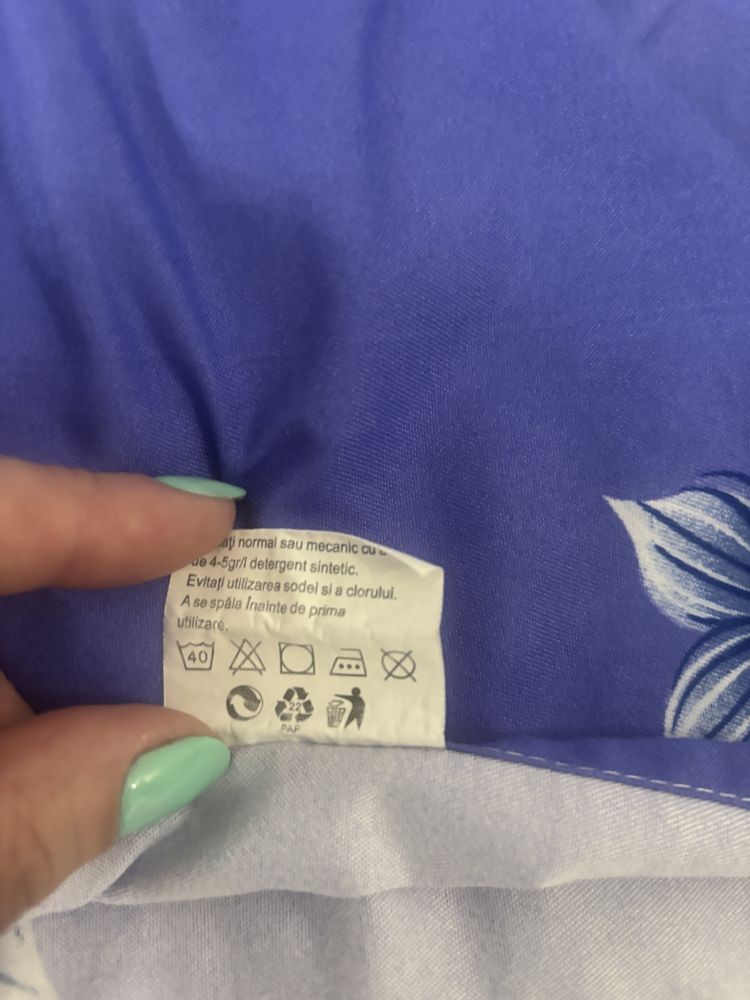 normal sau mecanic cu
de 4-5gr/l detergent sintetic.
Evitați utilizarea sodei si a clorului.
A se spăla înainte de prima
utilizare.
40
22
PAP